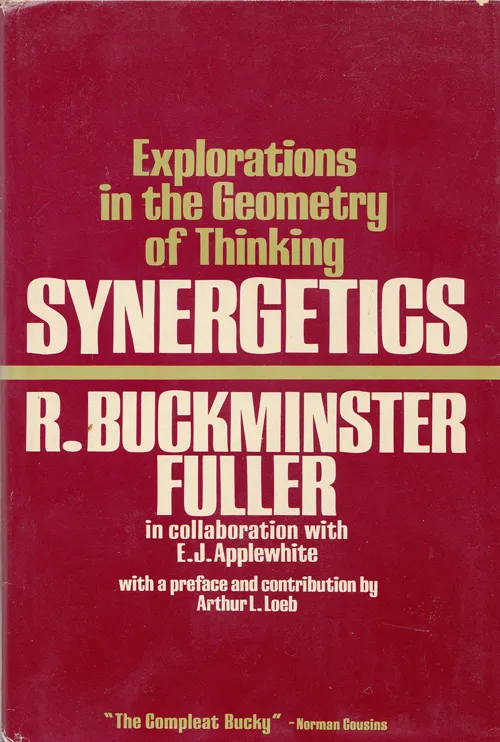 Explorations
in the Geometry
of Thinking
SYNERGETICS
R. BUCKMINSTER
FULLER
in collaboration with
E.J. Applewhite
with a preface and contribution by
Arthur L. Loeb
"The Compleat Bucky" - Norman Cousins